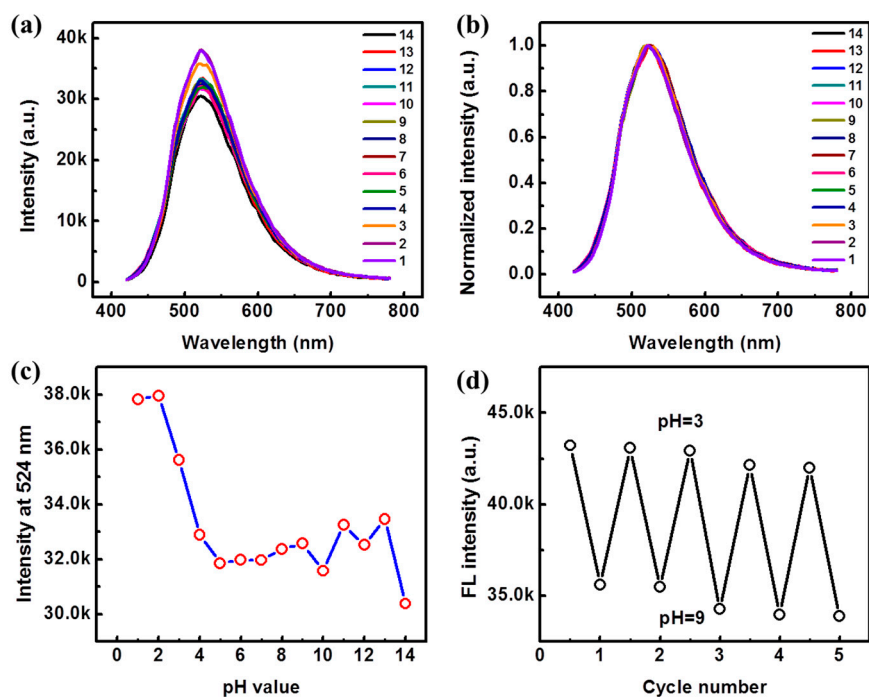 (a)
40k
30k
20k
10k
0
Intensity (a.u.)
400 500 600 700 800
Wavelength (nm)
14
13
12
11
10
9
8
7
6
5
4
3
2
1
(b)
1.0
0.8
0.6
0.4
0.2
0.0
Normalized intensity (a.u.)
400 500 600 700 800
Wavelength (nm)
14
13
12
11
10
9
8
7
6
5
4
3
2
1
(c)
38.0k
36.0k
34.0k
32.0k
30.0k
Intensity at 524 nm
0 2 4 6 8 10 12 14
pH value
(d)
45.0k
40.0k
35.0k
FL intensity (a.u.)
pH=3
pH=9
0 1 2 3 4 5
Cycle number